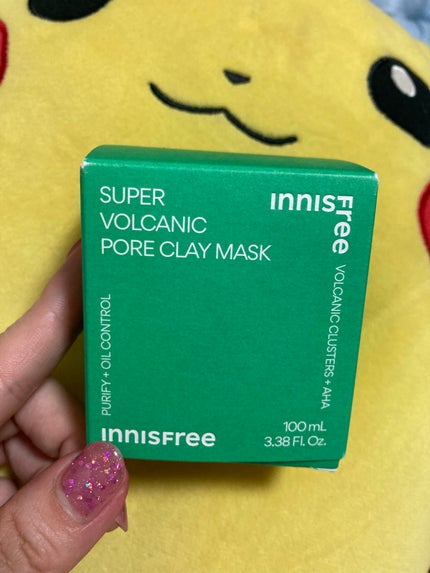 SUPER
VOLCANIC
PORE CLAY MASK
innisfree
VOLCANIC CLUSTERS + AHA
PURIFY + OIL CONTROL
innisfree
100 mL
3.38 Fl. Oz.